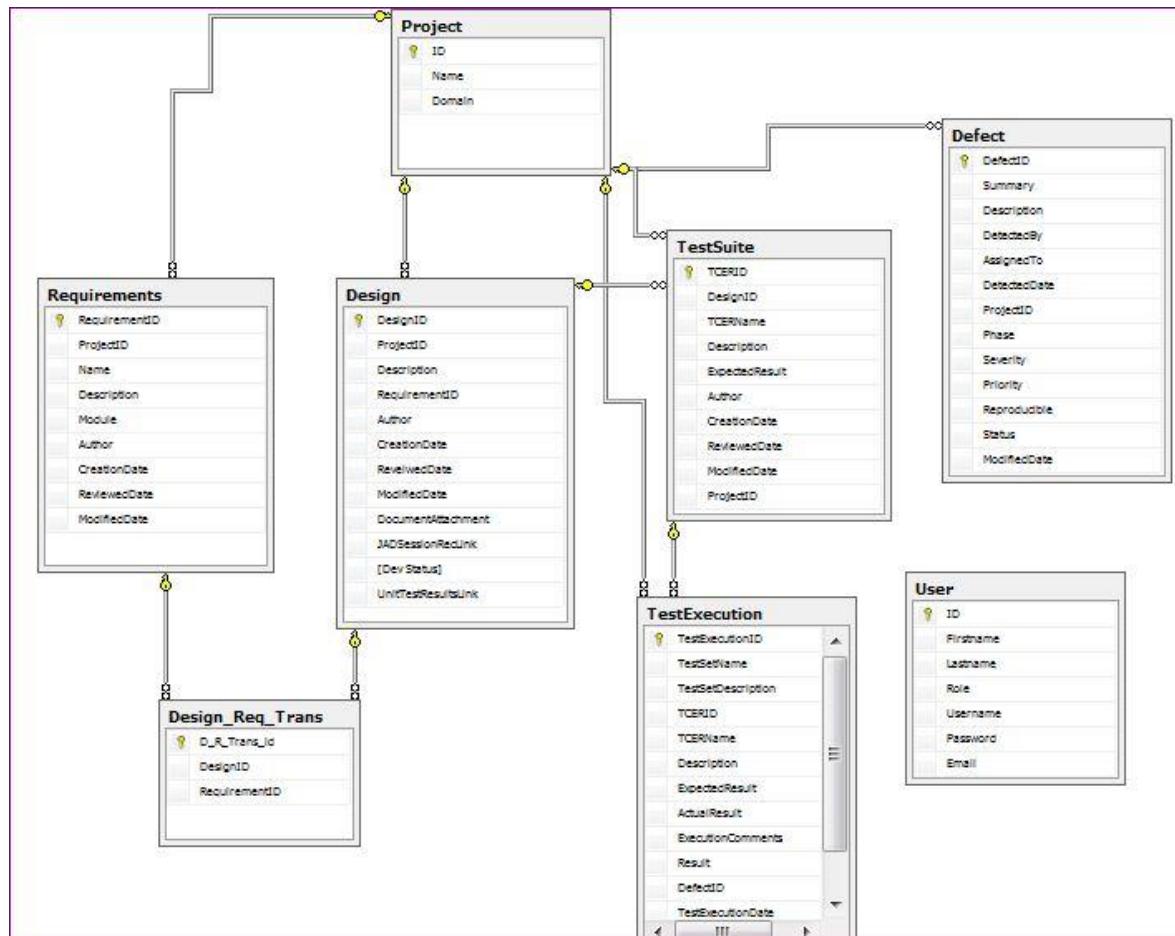 Project
ID
Name
Domain
Defect
DefectID
Summary
Description
DetectedBy
AssignedTo
DetectedDate
ProjectID
Phase
Severity
Priority
Reproducible
Status
ModifiedDate
TestSuite
TCERID
DesignID
TCERName
Description
ExpectedResult
Author
CreationDate
ReviewedDate
ModifiedDate
ProjectID
Requirements
RequirementID
ProjectID
Name
Description
Module
Author
CreationDate
ReviewedDate
ModifiedDate
Design
DesignID
ProjectID
Description
RequirementID
Author
CreationDate
ReveiwedDate
ModifiedDate
DocumentAttachment
JADSessionRecLink
[Dev Status]
UnitTestResultsLink
User
ID
Firstname
Lastname
Role
Username
Password
Email
TestExecution
TestExecutionID
TestSetName
TestSetDescription
TCERID
TCERName
Description
ExpectedResult
ActualResult
ExecutionComments
Result
DefectID
TestExecutionDate
Design_Req_Trans
D_R_Trans_Id
DesignID
RequirementID